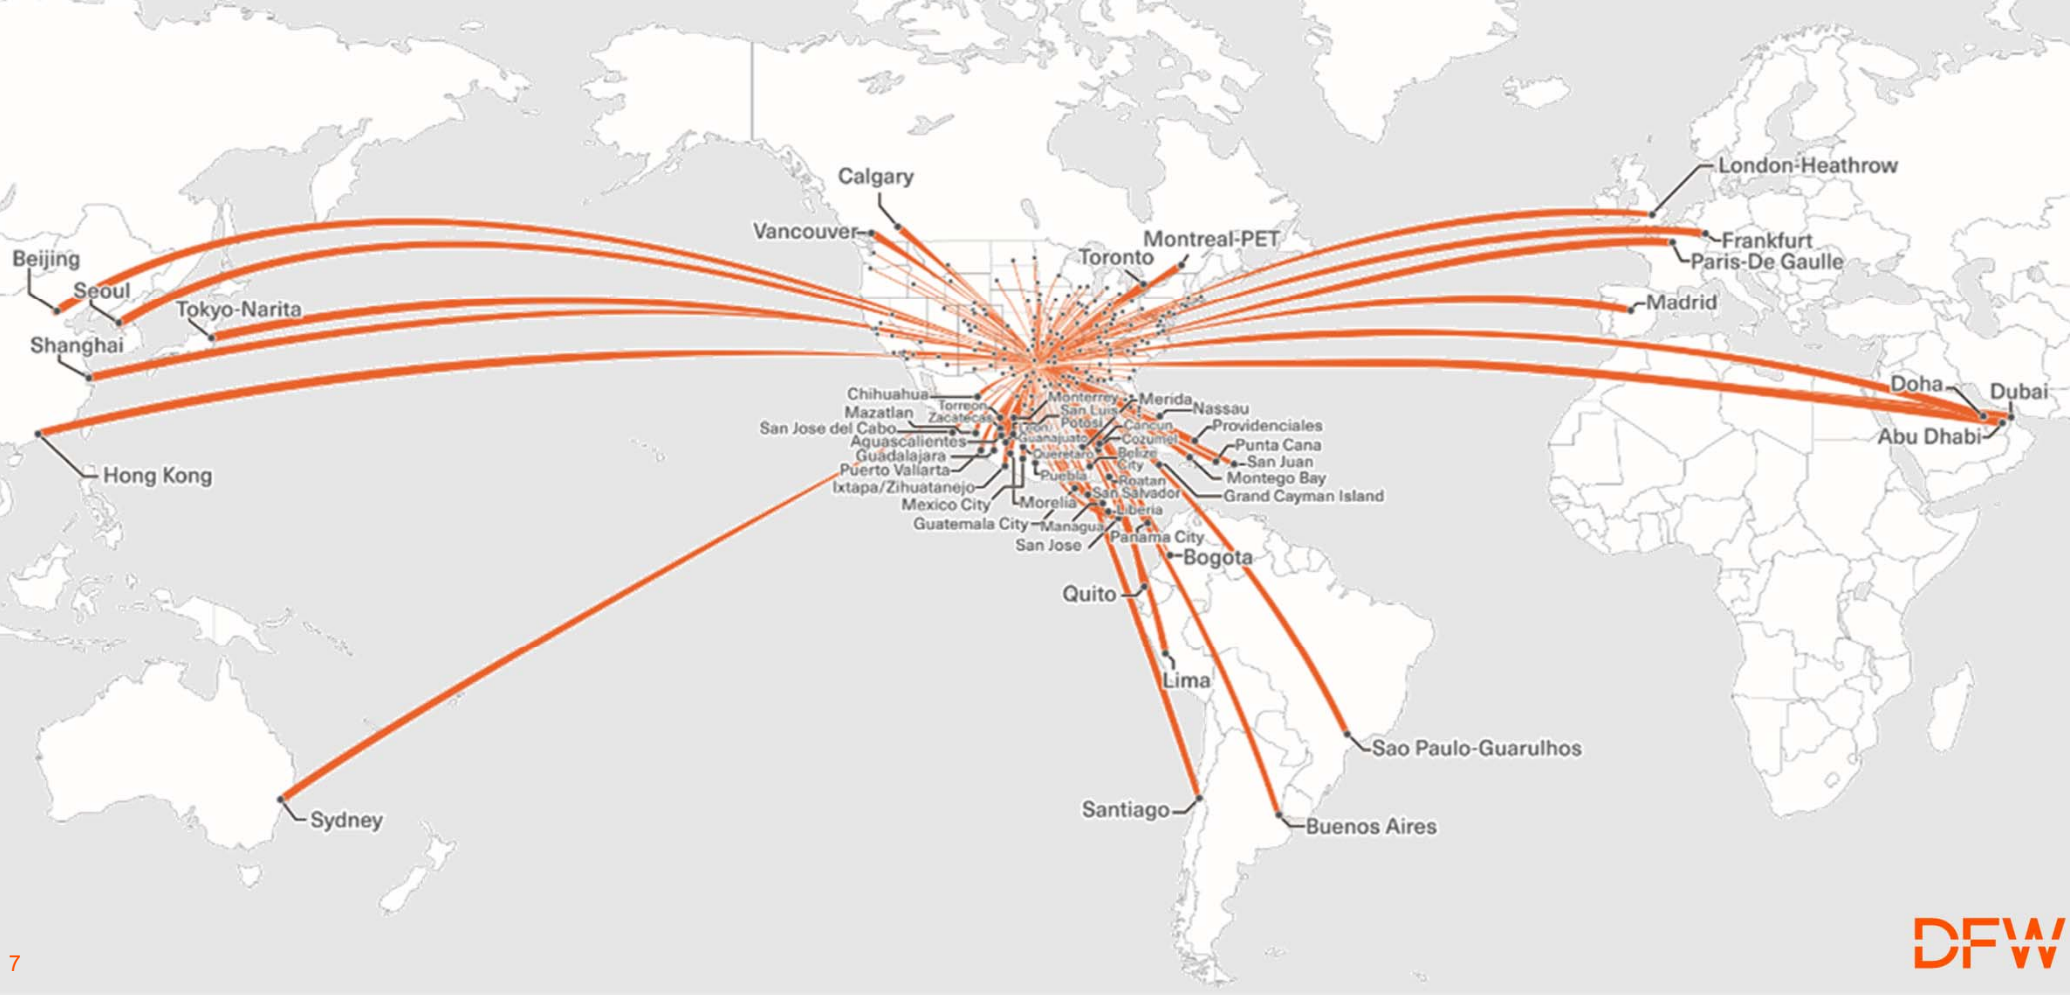 London-Heathrow
Calgary
Vancouver
Montreal-PET
Toronto
Frankfurt
Paris-De Gaulle
Beijing
Seoul
Tokyo-Narita
Madrid
Shanghai
Doha
Dubai
Abu Dhabi
Hong Kong
Chihuahua
Torreon
Mazatlan
Zacatecas
San Jose del Cabo
Aguascalientes
Guadalajara
Puerto Vallarta
Ixtapa/Zihuatanejo
Mexico City
Morelia
Guatemala City
Managua
San Jose
Monterrey
San Luis
Potosi
Leon
Guanajuato
Queretaro
Puebla
Merida
Cancun
Cozumel
Belize
City
Roatan
San Salvador
Liberia
Panama City
Nassau
Providenciales
Punta Cana
San Juan
Montego Bay
Grand Cayman Island
Bogota
Quito
Lima
Sao Paulo-Guarulhos
Santiago
Buenos Aires
Sydney
7
DFW